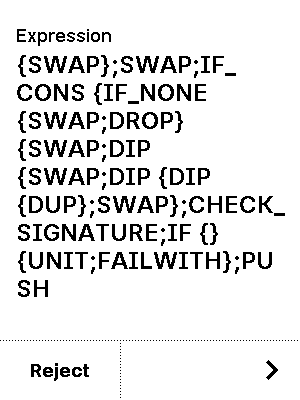 Expression
{SWAP};SWAP;IF_
CONS {IF_NONE
{SWAP;DROP}
{SWAP;DIP
{SWAP;DIP {DIP
{DUP};SWAP};CHECK_
SIGNATURE;IF {}
{UNIT;FAILWITH};PU
SH
Reject